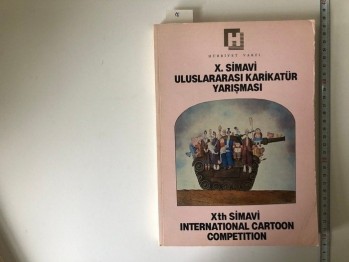 HÜRRİYET VAKFI
X. SİMAVİ
ULUSLARARASI KARİKATÜR
YARIŞMASI
Xth SİMAVİ
INTERNATIONAL CARTOON
COMPETITION